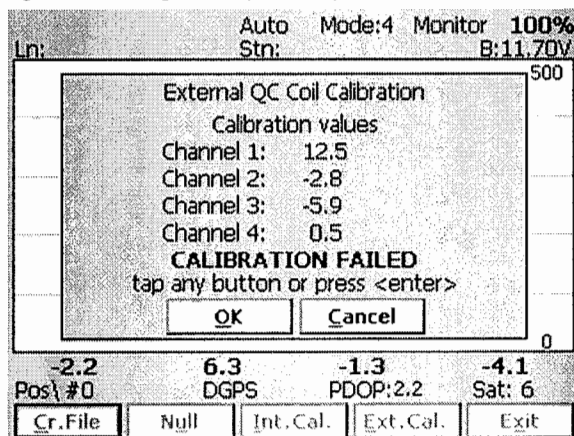 Auto Mode:4 Monitor 100%
Ln: Stn: B:11.70V
500
External QC Coil Calibration
Calibration values
Channel 1: 12.5
Channel 2: -2.8
Channel 3: -5.9
Channel 4: 0.5
CALIBRATION FAILED
tap any button or press <enter>
OK Cancel
0
-2.2 6.3 -1.3 -4.1
Pos\ #0 DGPS PDOP:2.2 Sat: 6
Cr.File Null Int.Cal. Ext.Cal. Exit